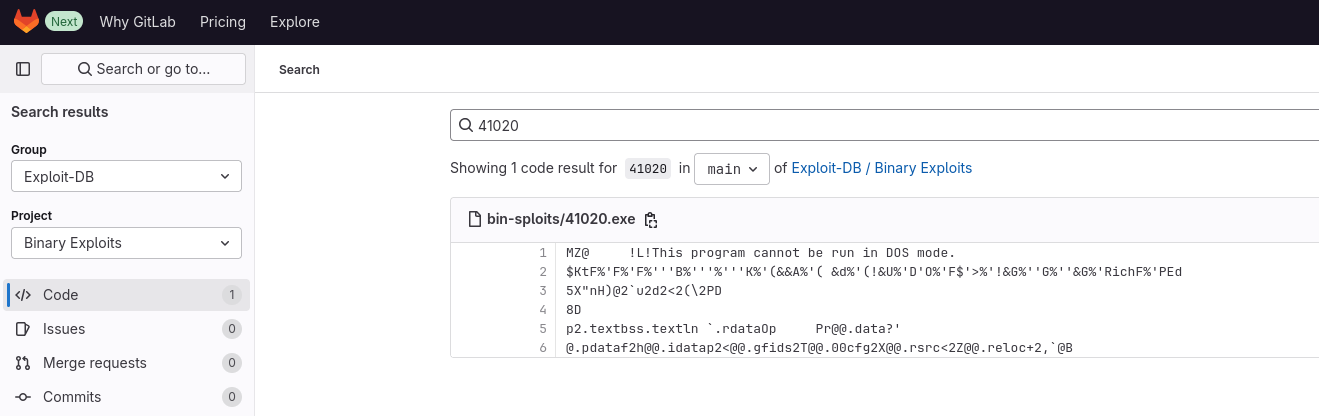 Next Why GitLab Pricing Explore
Search or go to...
Search
Search results
Group
Exploit-DB
Project
Binary Exploits
Code 1
Issues 0
Merge requests 0
Commits 0
41020
Showing 1 code result for 41020 in main of Exploit-DB / Binary Exploits
bin-sploits/41020.exe
1 MZ@     !L!This program cannot be run in DOS mode.
2 $KtF%'F%'F%'''B%'''%'''K%'(&&A%'( &d%'(!&U%'D'O%'F$'>%'!&G%''G%''&G%'RichF%'PEd
3 5X"nH)@2`u2d2<2(\2PD
4 8D
5 p2.textbss.textln `.rdataOp     Pr@@.data?'
6 @.pdataf2h@@.idatap2<@@.gfids2T@@.00cfg2X@@.rsrc<2Z@@.reloc+2,`@B